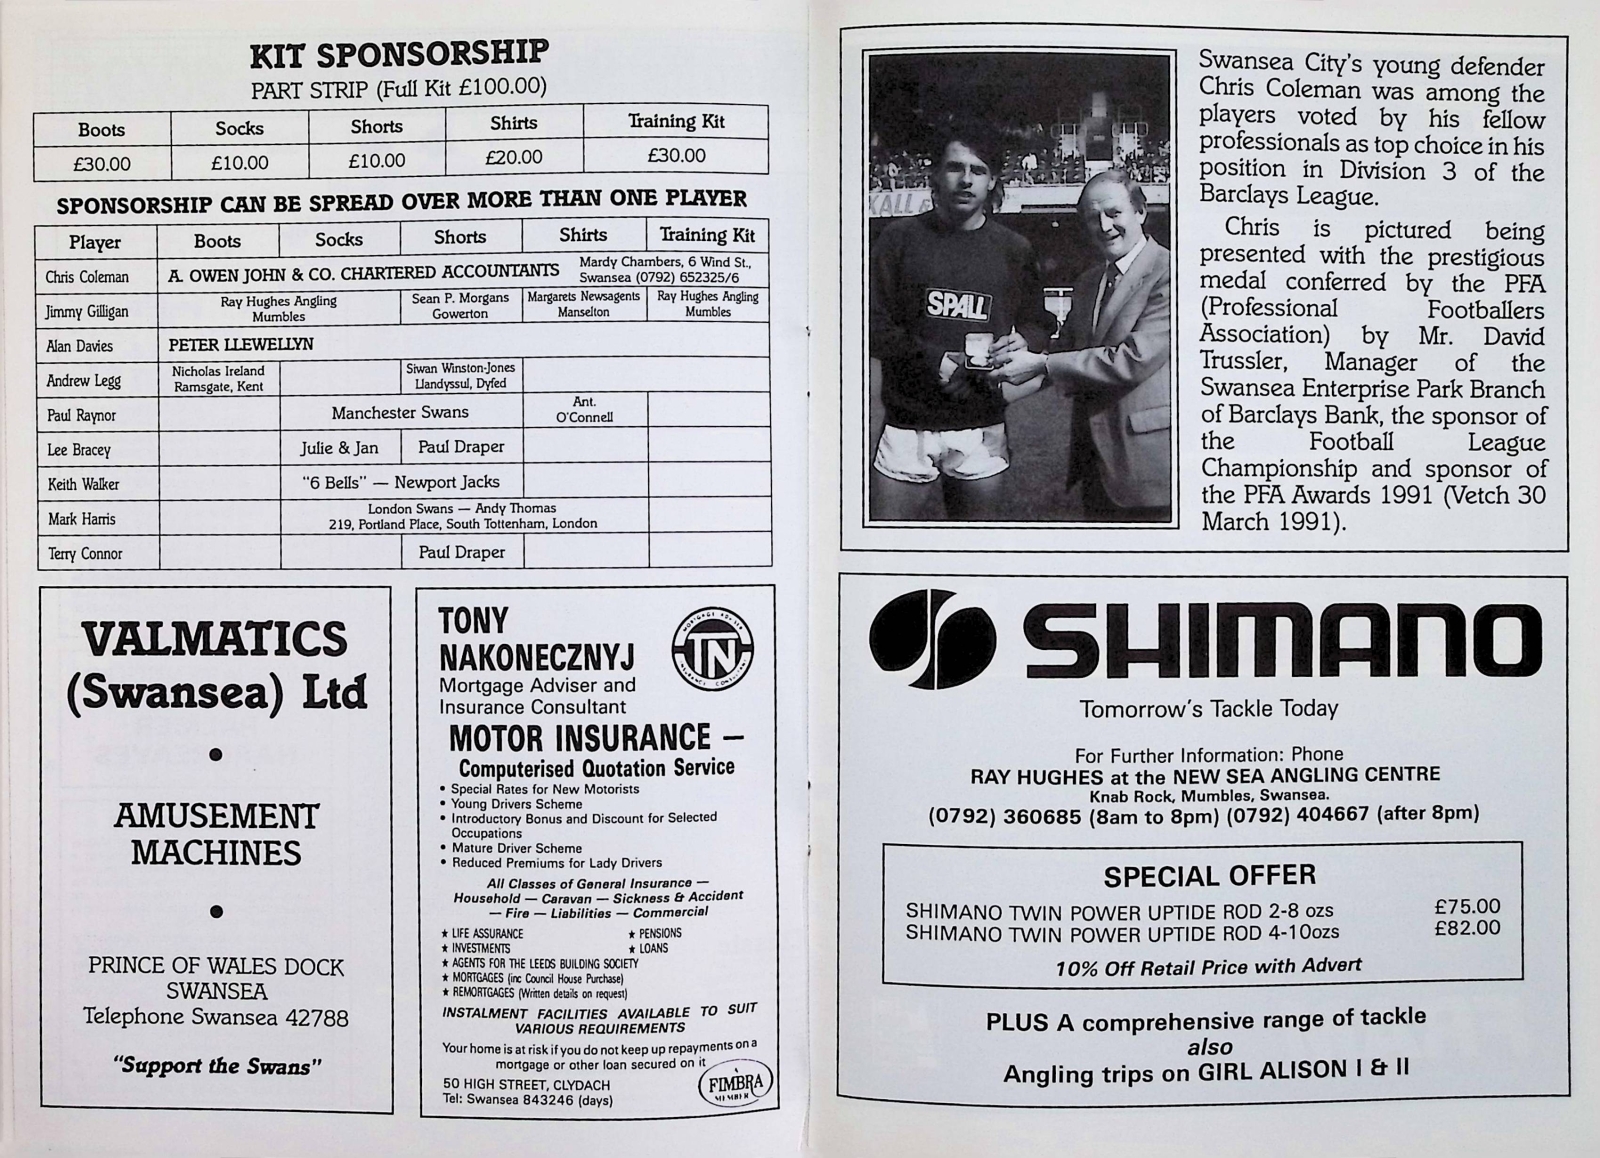 KIT SPONSORSHIP
PART STRIP (Full Kit £100.00)
Boots Socks Shorts Shirts Training Kit
£30.00 £10.00 £10.00 £20.00 £30.00
SPONSORSHIP CAN BE SPREAD OVER MORE THAN ONE PLAYER
Player Boots Socks Shorts Shirts Training Kit
Chris Coleman A. OWEN JOHN & CO. CHARTERED ACCOUNTANTS Mardy Chambers, 6 Wind St.,
Swansea (0792) 652325/6
Jimmy Gilligan Ray Hughes Angling Sean P. Morgans Margarets Newsagents Ray Hughes Angling
Mumbles Gowerton Manselton Mumbles
Alan Davies PETER LLEWELLYN
Andrew Legg Nicholas Ireland Siwan Winston-Jones
Ramsgate, Kent Llandyssul, Dyfed
Paul Raynor Manchester Swans Ant.
O'Connell
Lee Bracey Julie & Jan Paul Draper
Keith Walker "6 Bells" — Newport Jacks
Mark Harris London Swans — Andy Thomas
219, Portland Place, South Tottenham, London
Terry Connor Paul Draper
VALMATICS
(Swansea) Ltd
•
AMUSEMENT
MACHINES
•
PRINCE OF WALES DOCK
SWANSEA
Telephone Swansea 42788
"Support the Swans"
TONY
NAKONECZNYJ
Mortgage Adviser and
Insurance Consultant
MORTGAGE ADVISER
TN
INSURANCE CONSULTANT
MOTOR INSURANCE —
Computerised Quotation Service
• Special Rates for New Motorists
• Young Drivers Scheme
• Introductory Bonus and Discount for Selected
Occupations
• Mature Driver Scheme
• Reduced Premiums for Lady Drivers
All Classes of General Insurance —
Household — Caravan — Sickness & Accident
— Fire — Liabilities — Commercial
★ LIFE ASSURANCE ★ PENSIONS
★ INVESTMENTS ★ LOANS
★ AGENTS FOR THE LEEDS BUILDING SOCIETY
★ MORTGAGES (inc Council House Purchase)
★ REMORTGAGES (Written details on request)
INSTALMENT FACILITIES AVAILABLE TO SUIT
VARIOUS REQUIREMENTS
Your home is at risk if you do not keep up repayments on a
mortgage or other loan secured on it
50 HIGH STREET, CLYDACH
Tel: Swansea 843246 (days)
A
FIMBRA
MEMBER
KALL
SPALL
Swansea City's young defender
Chris Coleman was among the
players voted by his fellow
professionals as top choice in his
position in Division 3 of the
Barclays League.
Chris is pictured being
presented with the prestigious
medal conferred by the PFA
(Professional Footballers
Association) by Mr. David
Trussler, Manager of the
Swansea Enterprise Park Branch
of Barclays Bank, the sponsor of
the Football League
Championship and sponsor of
the PFA Awards 1991 (Vetch 30
March 1991).
SHIMANO
Tomorrow's Tackle Today
For Further Information: Phone
RAY HUGHES at the NEW SEA ANGLING CENTRE
Knab Rock, Mumbles, Swansea.
(0792) 360685 (8am to 8pm) (0792) 404667 (after 8pm)
SPECIAL OFFER
SHIMANO TWIN POWER UPTIDE ROD 2-8 ozs £75.00
SHIMANO TWIN POWER UPTIDE ROD 4-10ozs £82.00
10% Off Retail Price with Advert
PLUS A comprehensive range of tackle
also
Angling trips on GIRL ALISON I & II